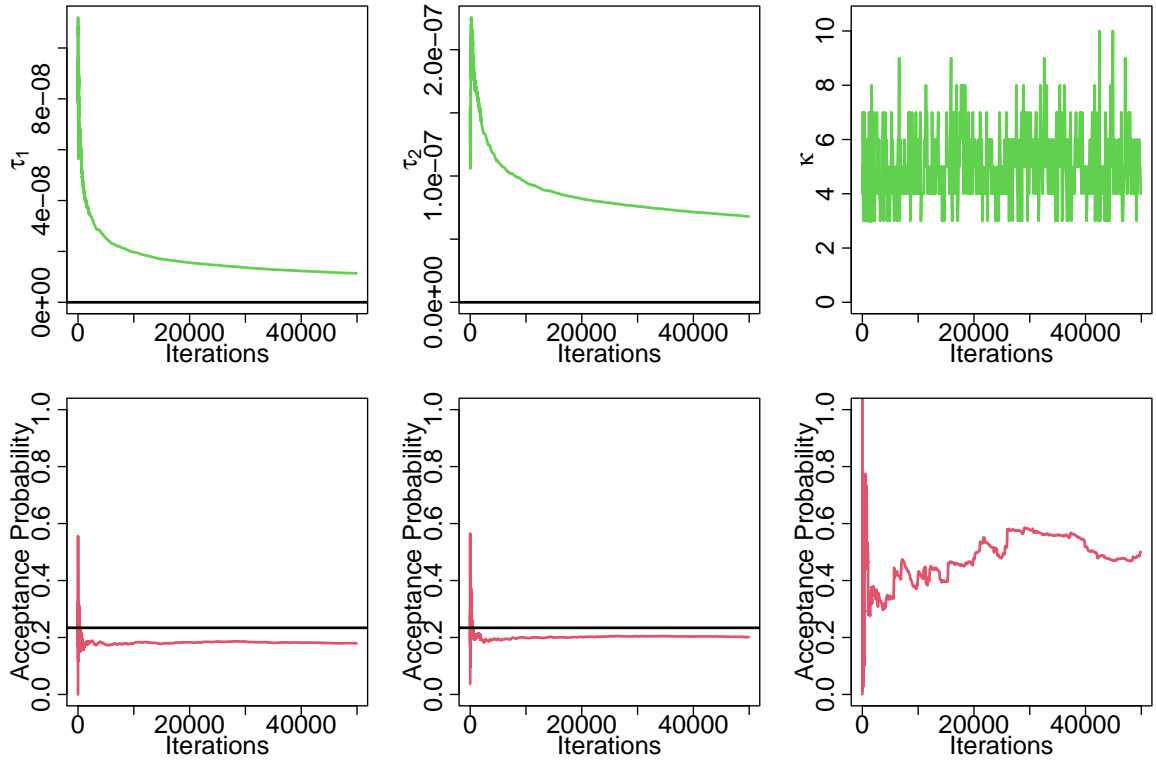 τ1
0e+00 4e−08 8e−08
0 20000 40000
Iterations
τ2
0.0e+00 1.0e−07 2.0e−07
0 20000 40000
Iterations
κ
0 2 4 6 8 10
0 20000 40000
Iterations
Acceptance Probability
0.0 0.2 0.4 0.6 0.8 1.0
0 20000 40000
Iterations
Acceptance Probability
0.0 0.2 0.4 0.6 0.8 1.0
0 20000 40000
Iterations
Acceptance Probability
0.0 0.2 0.4 0.6 0.8 1.0
0 20000 40000
Iterations